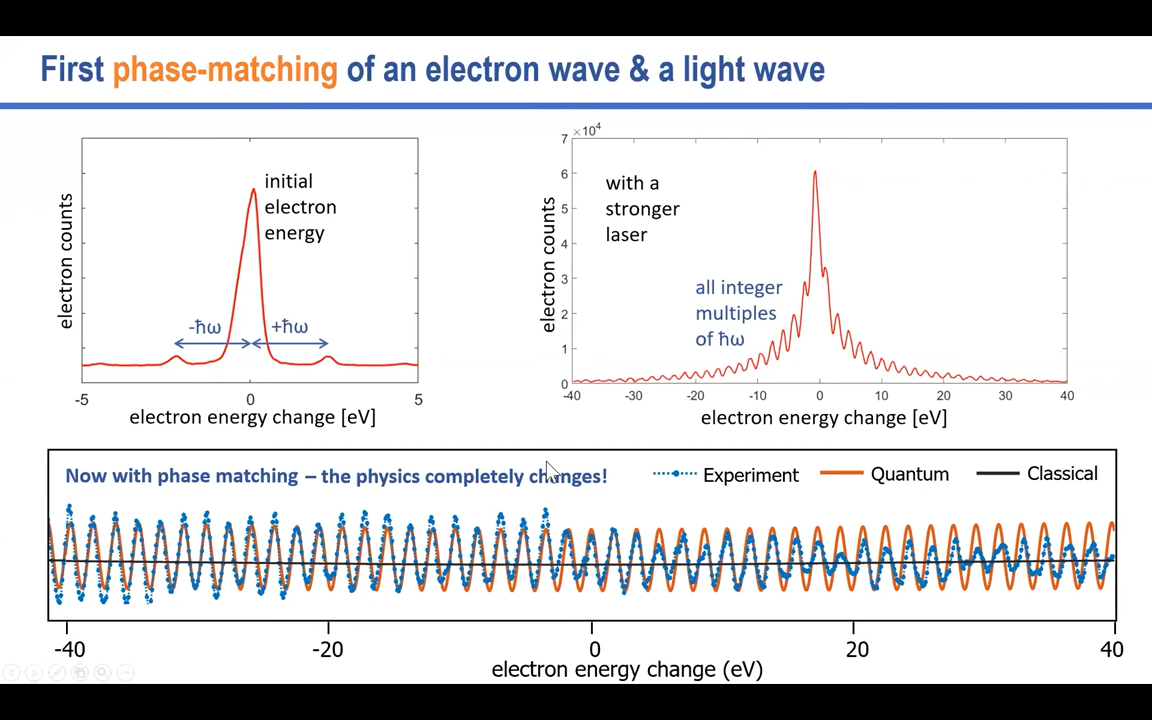 First phase-matching of an electron wave & a light wave
initial
electron
energy
-ħω
+ħω
electron counts
-5
0
5
electron energy change [eV]
×10⁴
7
6
5
4
3
2
1
0
with a
stronger
laser
all integer
multiples
of ħω
electron counts
-40
-30
-20
-10
0
10
20
30
40
electron energy change [eV]
Now with phase matching – the physics completely changes!
Experiment
Quantum
Classical
-40
-20
0
20
40
electron energy change (eV)